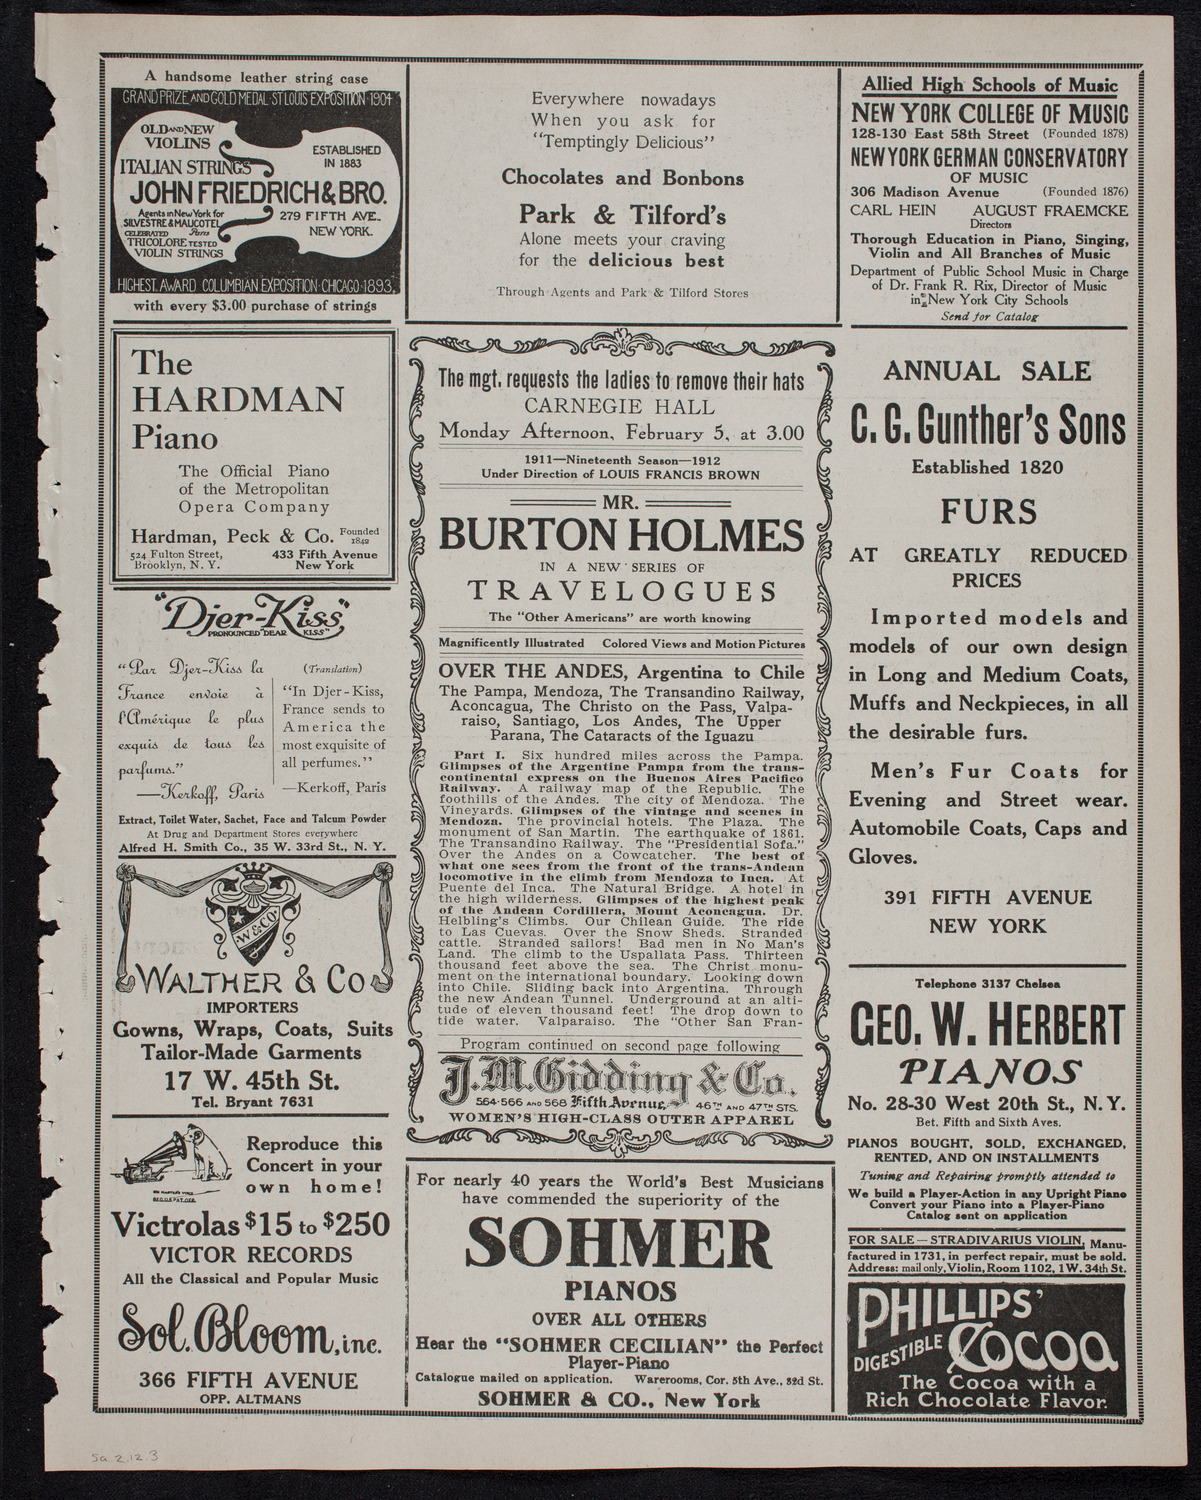 A handsome leather string case
GRAND PRIZE AND GOLD MEDAL ST LOUIS EXPOSITION 1904
OLD AND NEW
VIOLINS
ITALIAN STRINGS
ESTABLISHED
IN 1883
JOHN FRIEDRICH & BRO.
Agents in New York for
SILVESTRE & MAUCOTEL
CELEBRATED Paris
TRICOLORE TESTED
VIOLIN STRINGS
279 FIFTH AVE.
NEW YORK.
HIGHEST AWARD COLUMBIAN EXPOSITION CHICAGO 1893
with every $3.00 purchase of strings
The
HARDMAN
Piano
The Official Piano
of the Metropolitan
Opera Company
Hardman, Peck & Co. Founded 1842
524 Fulton Street,
Brooklyn, N. Y.
433 Fifth Avenue
New York
"Djer-Kiss"
PRONOUNCED "DEAR KISS"
"Par Djer-Kiss la
France envoie à
l'Amérique le plus
exquis de tous les
parfums."
—Kerkoff, Paris
(Translation)
"In Djer-Kiss,
France sends to
America the
most exquisite of
all perfumes."
—Kerkoff, Paris
Extract, Toilet Water, Sachet, Face and Talcum Powder
At Drug and Department Stores everywhere
Alfred H. Smith Co., 35 W. 33rd St., N. Y.
W & CO
WALTHER & CO
IMPORTERS
Gowns, Wraps, Coats, Suits
Tailor-Made Garments
17 W. 45th St.
Tel. Bryant 7631
HIS MASTER'S VOICE
REG. U.S. PAT. OFF.
Reproduce this
Concert in your
own home!
Victrolas $15 to $250
VICTOR RECORDS
All the Classical and Popular Music
Sol. Bloom, inc.
366 FIFTH AVENUE
OPP. ALTMANS
Everywhere nowadays
When you ask for
"Temptingly Delicious"
Chocolates and Bonbons
Park & Tilford's
Alone meets your craving
for the delicious best
Through Agents and Park & Tilford Stores
The mgt. requests the ladies to remove their hats
CARNEGIE HALL
Monday Afternoon, February 5, at 3.00
1911—Nineteenth Season—1912
Under Direction of LOUIS FRANCIS BROWN
MR.
BURTON HOLMES
IN A NEW SERIES OF
TRAVELOGUES
The "Other Americans" are worth knowing
Magnificently Illustrated Colored Views and Motion Pictures
OVER THE ANDES, Argentina to Chile
The Pampa, Mendoza, The Transandino Railway,
Aconcagua, The Christo on the Pass, Valpa-
raiso, Santiago, Los Andes, The Upper
Parana, The Cataracts of the Iguazu
Part I. Six hundred miles across the Pampa.
Glimpses of the Argentine Pampa from the trans-
continental express on the Buenos Aires Pacifico
Railway. A railway map of the Republic. The
foothills of the Andes. The city of Mendoza. The
Vineyards. Glimpses of the vintage and scenes in
Mendoza. The provincial hotels. The Plaza. The
monument of San Martin. The earthquake of 1861.
The Transandino Railway. The "Presidential Sofa."
Over the Andes on a Cowcatcher. The best of
what one sees from the front of the trans-Andean
locomotive in the climb from Mendoza to Inca. At
Puente del Inca. The Natural Bridge. A hotel in
the high wilderness. Glimpses of the highest peak
of the Andean Cordillera, Mount Aconcagua. Dr.
Helbling's Climbs. Our Chilean Guide. The ride
to Las Cuevas. Over the Snow Sheds. Stranded
cattle. Stranded sailors! Bad men in No Man's
Land. The climb to the Uspallata Pass. Thirteen
thousand feet above the sea. The Christ monu-
ment on the international boundary. Looking down
into Chile. Sliding back into Argentina. Through
the new Andean Tunnel. Underground at an alti-
tude of eleven thousand feet! The drop down to
tide water. Valparaiso. The "Other San Fran-
Program continued on second page following
J. M. Gidding & Co.
564-566 AND 568 Fifth Avenue, 46TH AND 47TH STS.
WOMEN'S HIGH-CLASS OUTER APPAREL
For nearly 40 years the World's Best Musicians
have commended the superiority of the
SOHMER
PIANOS
OVER ALL OTHERS
Hear the "SOHMER CECILIAN" the Perfect
Player-Piano
Catalogue mailed on application. Warerooms, Cor. 5th Ave., 32d St.
SOHMER & CO., New York
Allied High Schools of Music
NEW YORK COLLEGE OF MUSIC
128-130 East 58th Street (Founded 1878)
NEW YORK GERMAN CONSERVATORY
OF MUSIC
306 Madison Avenue (Founded 1876)
CARL HEIN AUGUST FRAEMCKE
Directors
Thorough Education in Piano, Singing,
Violin and All Branches of Music
Department of Public School Music in Charge
of Dr. Frank R. Rix, Director of Music
in New York City Schools
Send for Catalog
ANNUAL SALE
C. G. Gunther's Sons
Established 1820
FURS
AT GREATLY REDUCED
PRICES
Imported models and
models of our own design
in Long and Medium Coats,
Muffs and Neckpieces, in all
the desirable furs.
Men's Fur Coats for
Evening and Street wear.
Automobile Coats, Caps and
Gloves.
391 FIFTH AVENUE
NEW YORK
Telephone 3137 Chelsea
GEO. W. HERBERT
PIANOS
No. 28-30 West 20th St., N. Y.
Bet. Fifth and Sixth Aves.
PIANOS BOUGHT, SOLD, EXCHANGED,
RENTED, AND ON INSTALLMENTS
Tuning and Repairing promptly attended to
We build a Player-Action in any Upright Piano
Convert your Piano into a Player-Piano
Catalog sent on application
FOR SALE—STRADIVARIUS VIOLIN, Manu-
factured in 1731, in perfect repair, must be sold.
Address: mail only, Violin, Room 1102, 1 W. 34th St.
PHILLIPS'
DIGESTIBLE COCOA
The Cocoa with a
Rich Chocolate Flavor.
5a.2.12.3